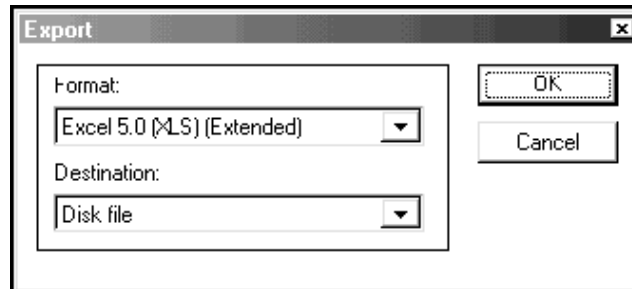 Export
Format:
OK
Excel 5.0 (XLS) (Extended)
Cancel
Destination:
Disk file